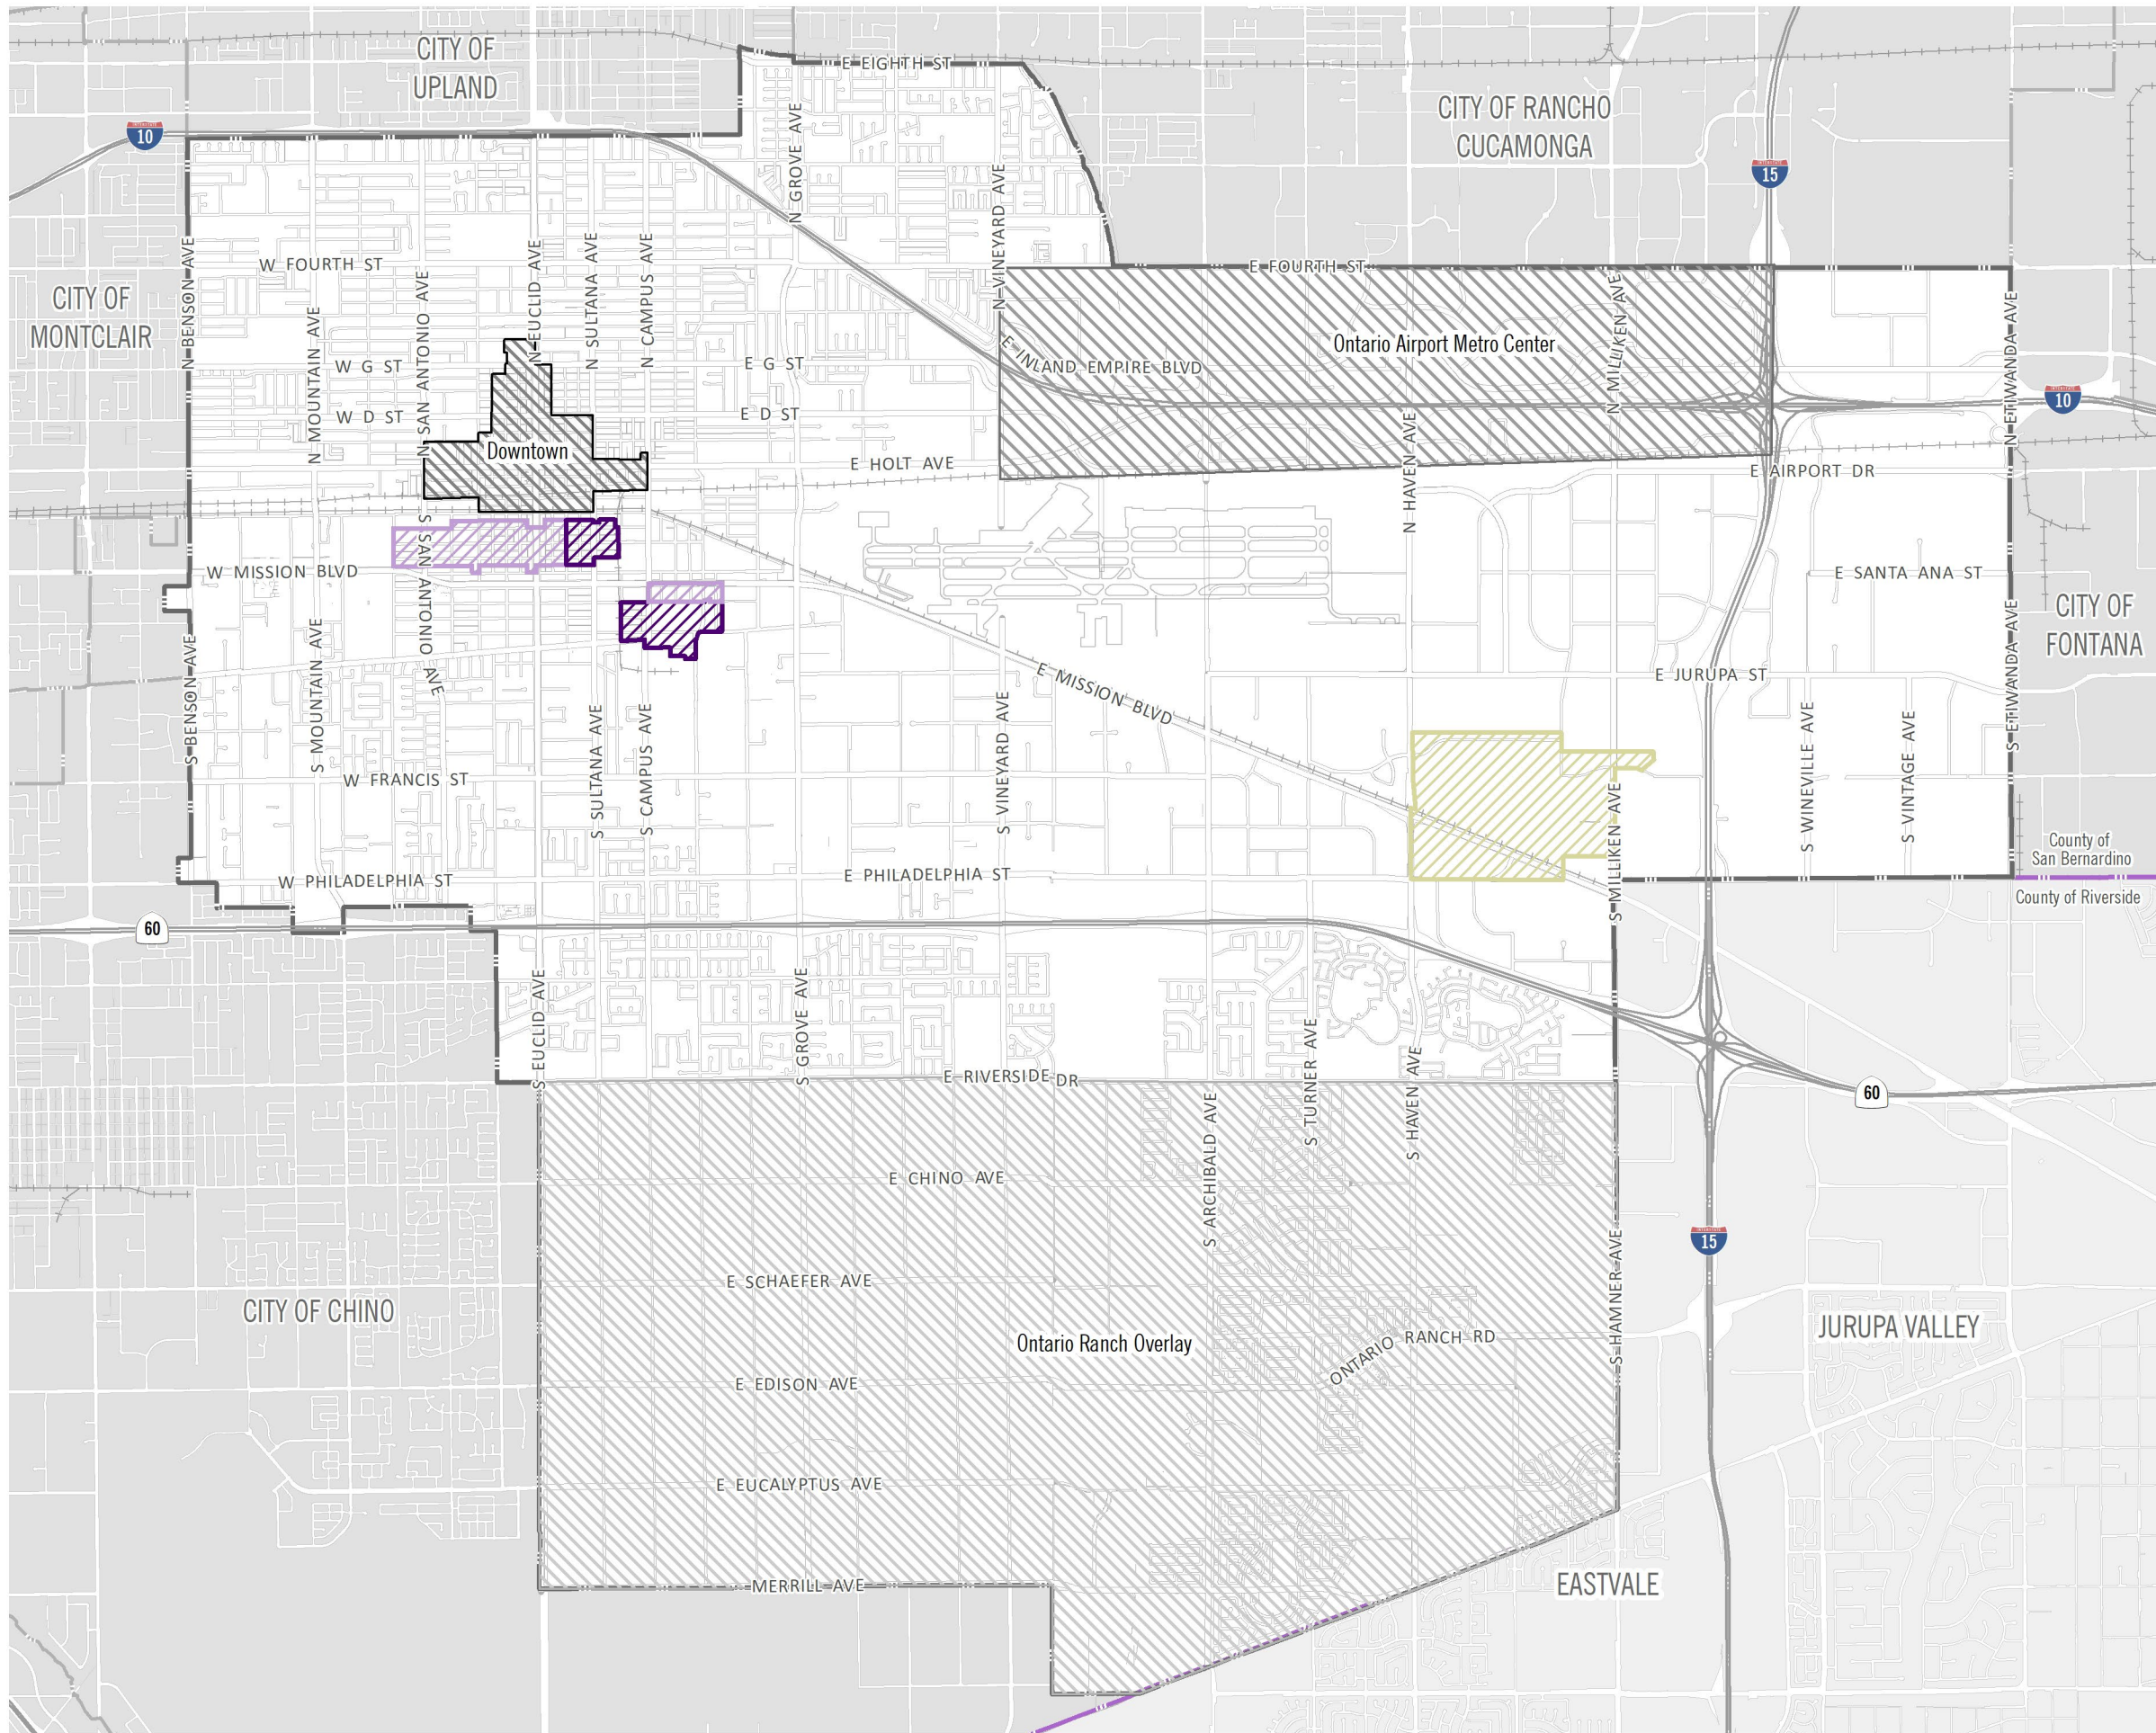 CITY OF
UPLAND
E EIGHTH ST
CITY OF RANCHO
CUCAMONGA
INTERSTATE
10
INTERSTATE
15
N GROVE AVE
N VINEYARD AVE
W FOURTH ST
E FOURTH ST
CITY OF
MONTCLAIR
N BENSON AVE
N MOUNTAIN AVE
N SAN ANTONIO AVE
N EUCLID AVE
N SULTANA AVE
N CAMPUS AVE
Ontario Airport Metro Center
N MILLIKEN AVE
N ETIWANDA AVE
W G ST
E G ST
E INLAND EMPIRE BLVD
INTERSTATE
10
W D ST
E D ST
N HAVEN AVE
Downtown
E HOLT AVE
E AIRPORT DR
S SAN ANTONIO AVE
W MISSION BLVD
E SANTA ANA ST
CITY OF
FONTANA
S BENSON AVE
S MOUNTAIN AVE
E MISSION BLVD
E JURUPA ST
S ETIWANDA AVE
S SULTANA AVE
S CAMPUS AVE
S VINEYARD AVE
S WINEVILLE AVE
S VINTAGE AVE
W FRANCIS ST
S MILLIKEN AVE
County of
San Bernardino
W PHILADELPHIA ST
E PHILADELPHIA ST
County of Riverside
60
S EUCLID AVE
S GROVE AVE
S TURNER AVE
S HAVEN AVE
E RIVERSIDE DR
60
S ARCHIBALD AVE
E CHINO AVE
INTERSTATE
15
S HAMNER AVE
E SCHAEFER AVE
CITY OF CHINO
JURUPA VALLEY
Ontario Ranch Overlay
ONTARIO RANCH RD
E EDISON AVE
E EUCALYPTUS AVE
MERRILL AVE
EASTVALE